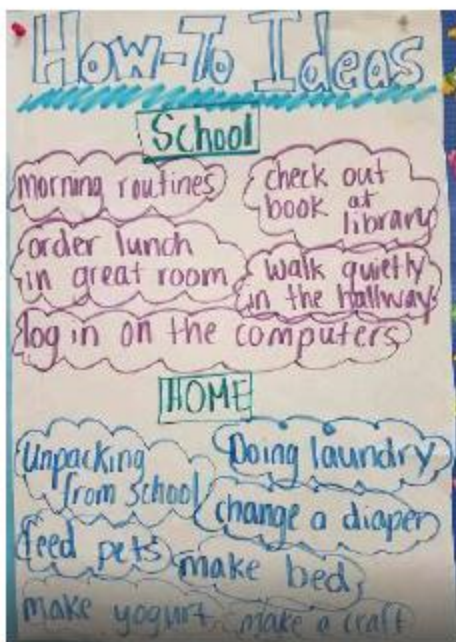 How-To Ideas
School
morning routines
check out
book at
library
order lunch
in great room
walk quietly
in the hallways
log in on the computers
HOME
Unpacking
from school
Doing laundry
change a diaper
feed pets
make bed
make yogurt
make a craft